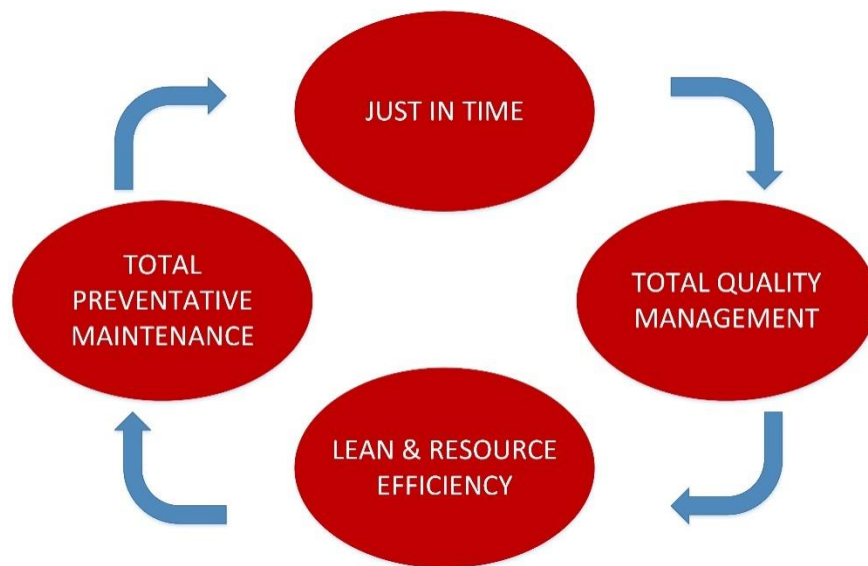 JUST IN TIME
TOTAL QUALITY
MANAGEMENT
LEAN & RESOURCE
EFFICIENCY
TOTAL
PREVENTATIVE
MAINTENANCE